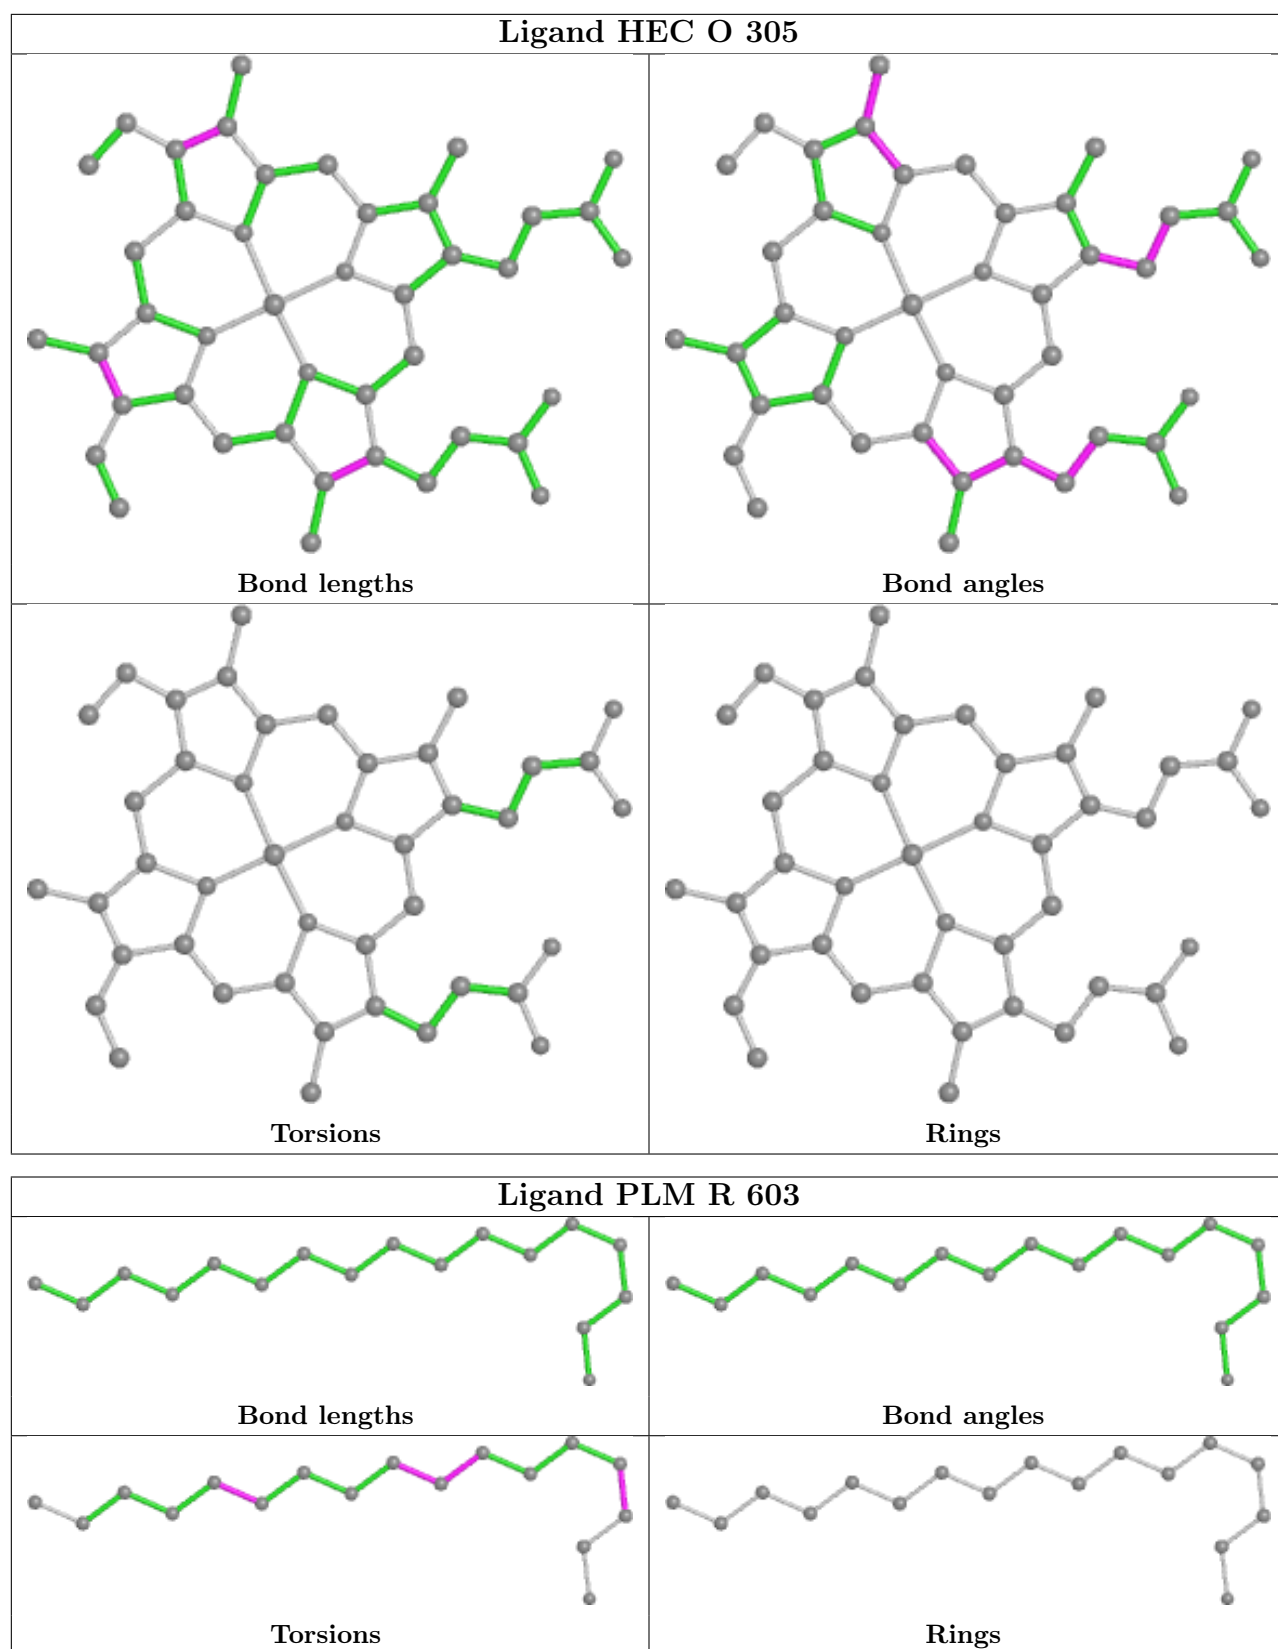 Ligand HEC O 305
Bond lengths
Bond angles
Torsions
Rings
Ligand PLM R 603
Bond lengths
Bond angles
Torsions
Rings